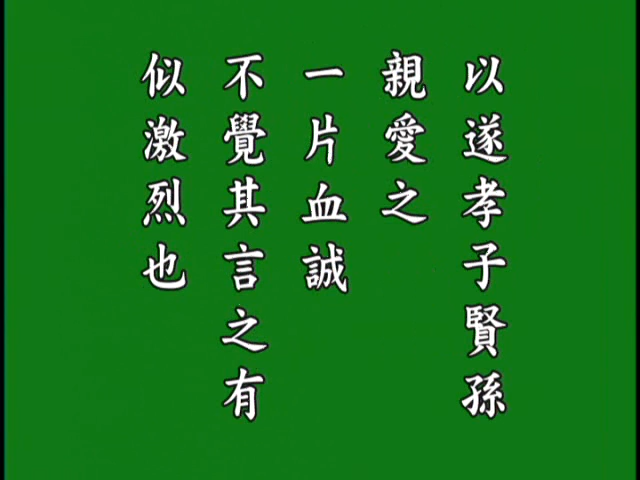 以遂孝子賢孫
親愛之
一片血誠
不覺其言之有
似激烈也